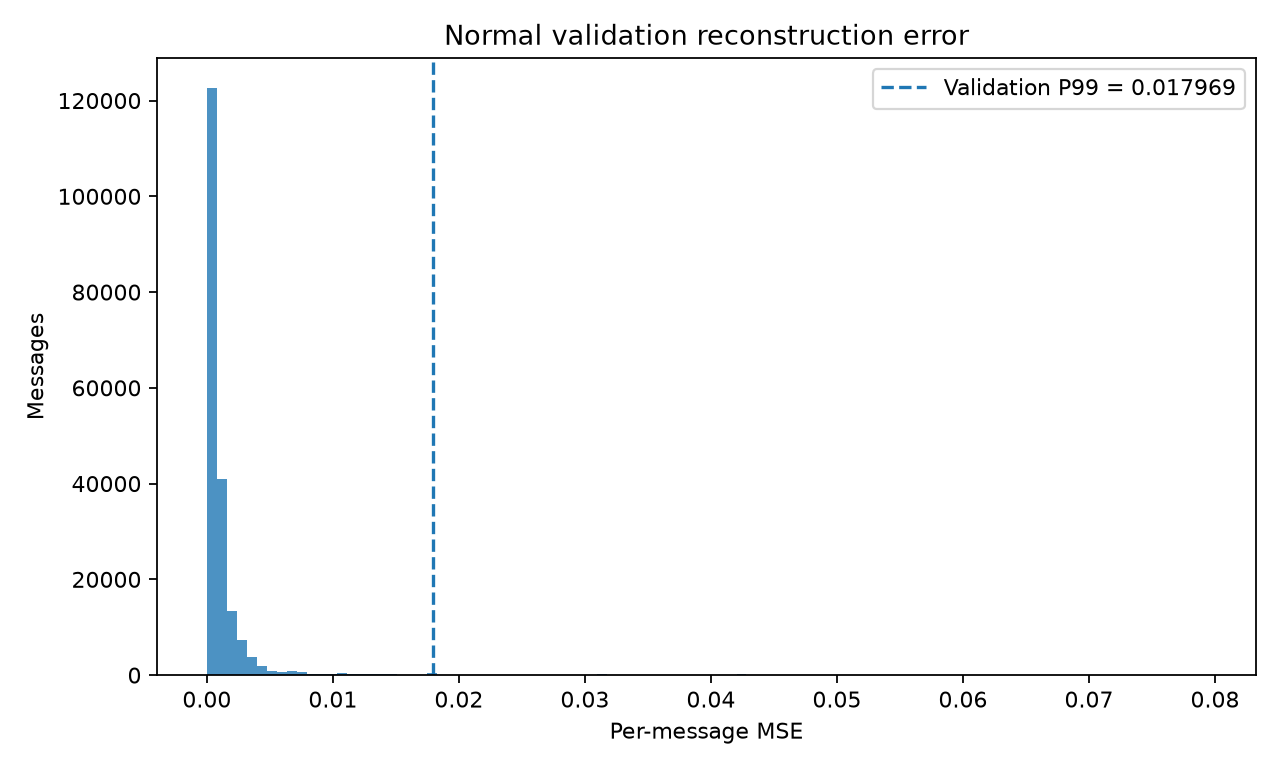 Normal validation reconstruction error
Validation P99 = 0.017969
120000
100000
80000
60000
40000
20000
0
Messages
0.00 0.01 0.02 0.03 0.04 0.05 0.06 0.07 0.08
Per-message MSE